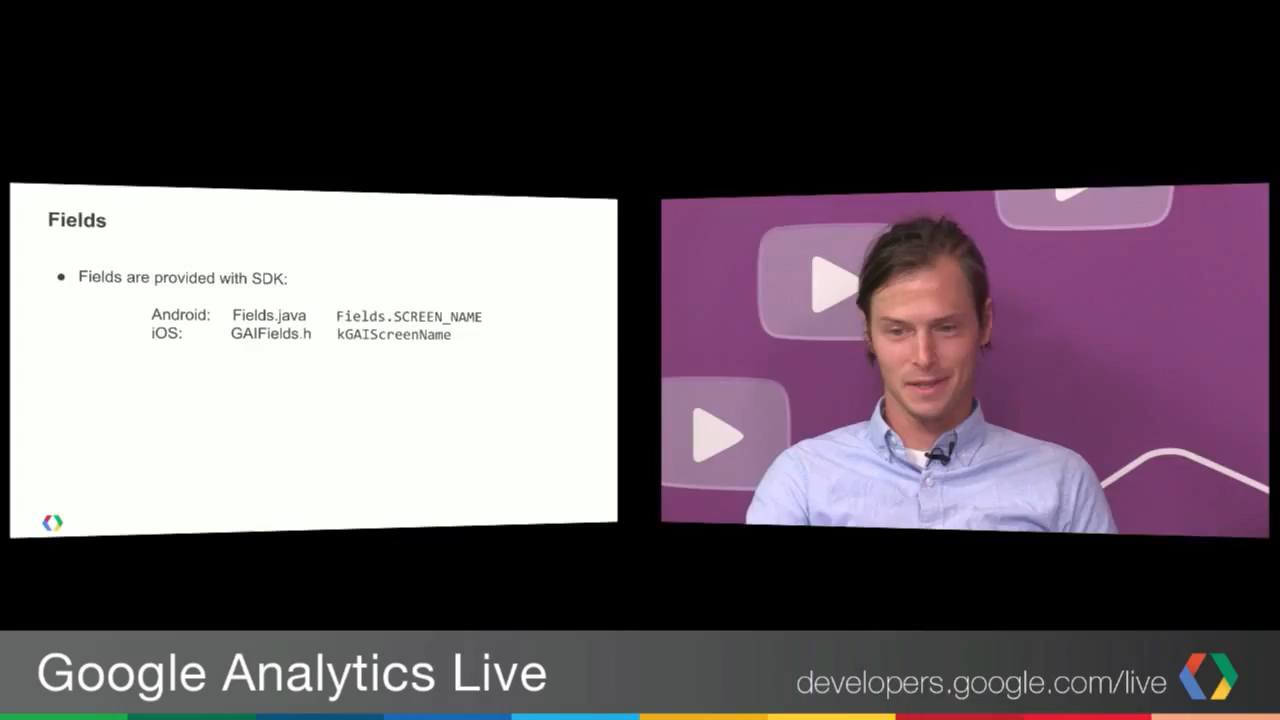 Fields
● Fields are provided with SDK:
Android: Fields.java Fields.SCREEN_NAME
iOS: GAIFields.h kGAIScreenName
Google Analytics Live
developers.google.com/live